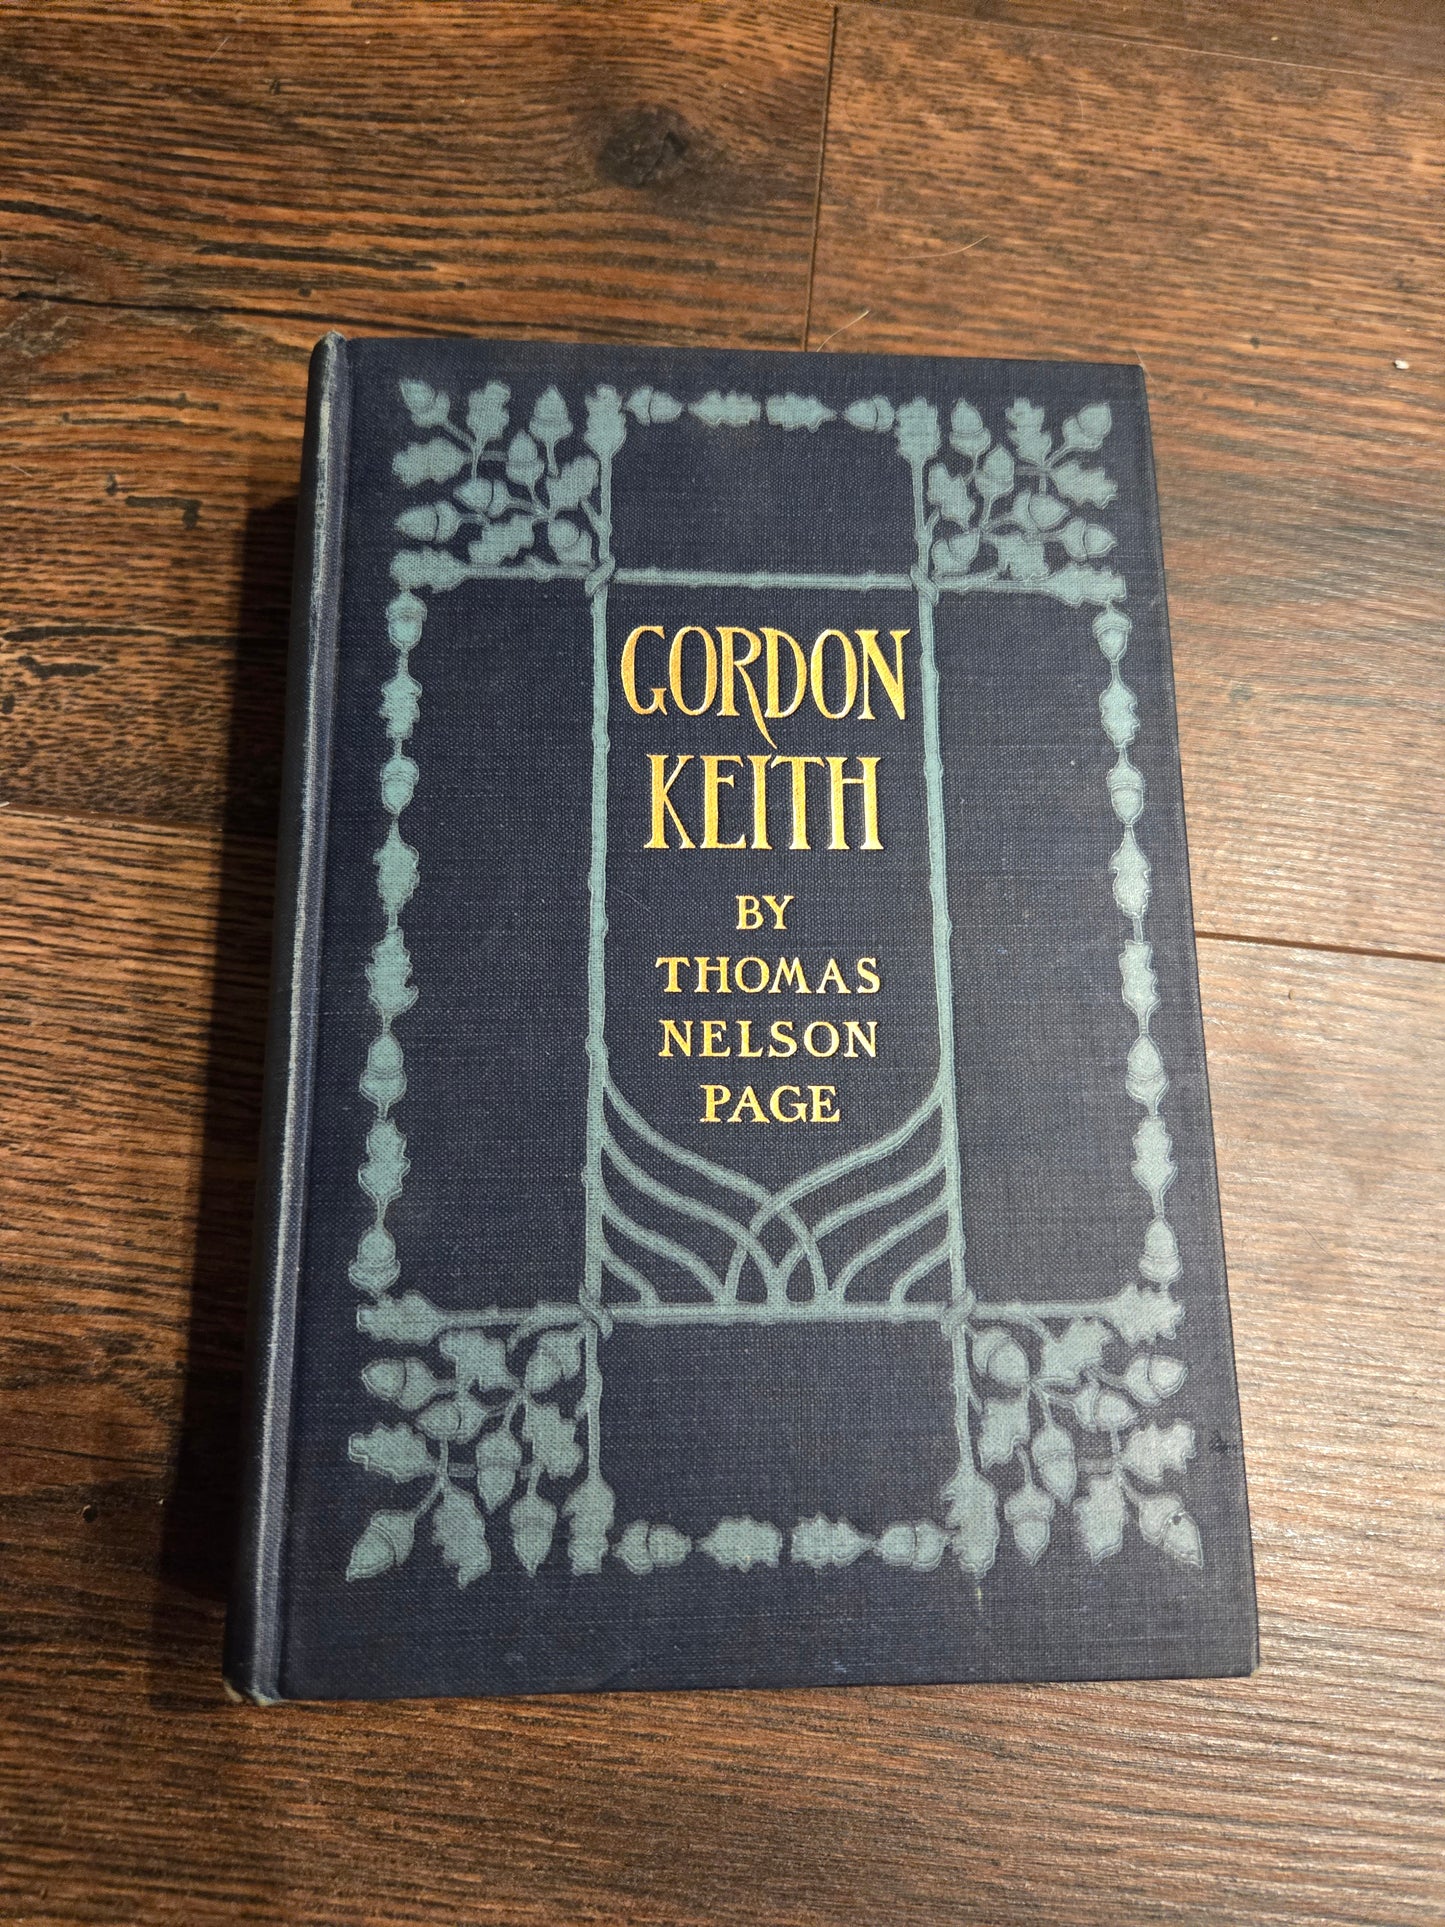 GORDON
KEITH
BY
THOMAS
NELSON
PAGE